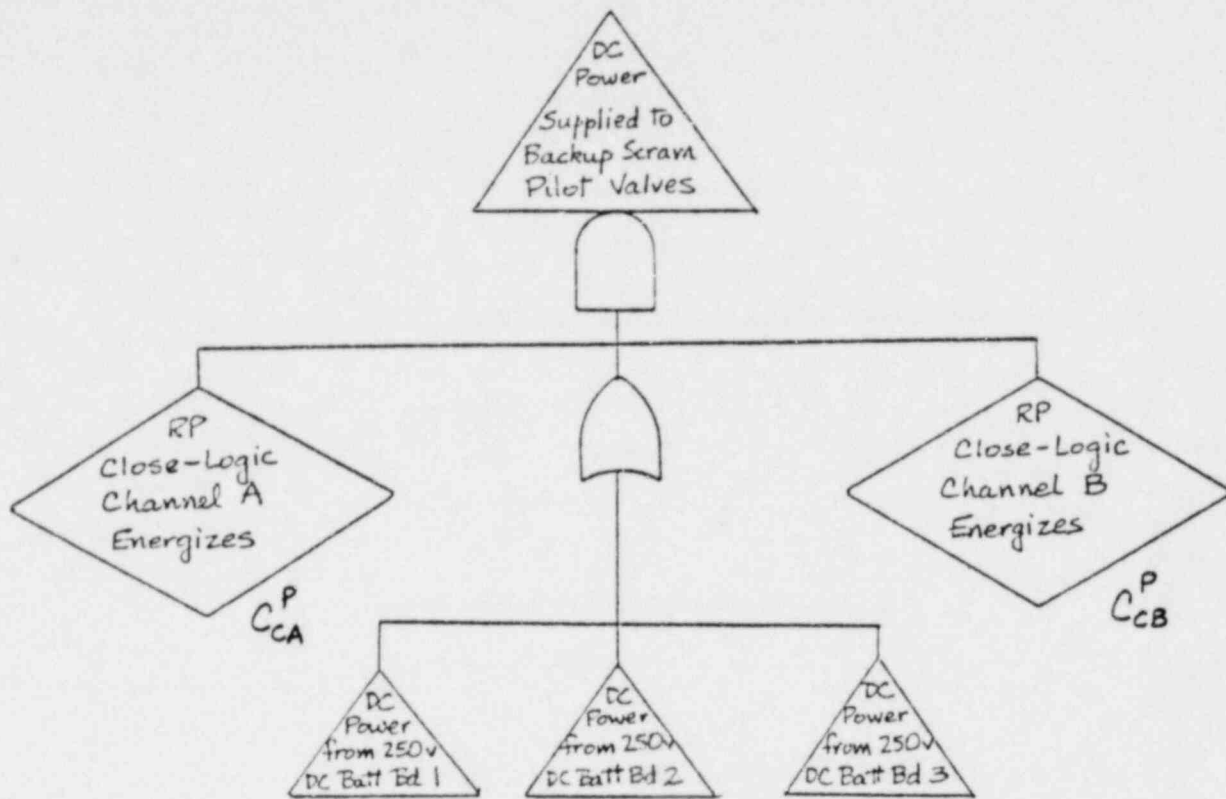 DC
Power
Supplied to
Backup Scram
Pilot Valves
RP
Close-Logic
Channel A
Energizes
C_CA^P
RP
Close-Logic
Channel B
Energizes
C_CB^P
DC
Power
from 250v
DC Batt Bd 1
DC
Power
from 250v
DC Batt Bd 2
DC
Power
from 250v
DC Batt Bd 3